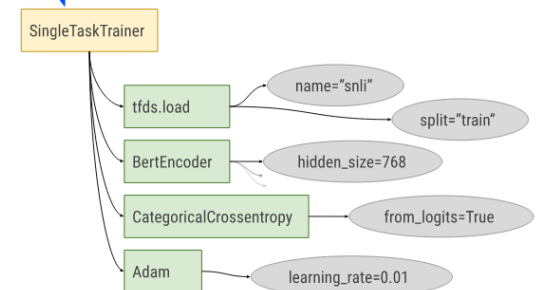 SingleTaskTrainer
tfds.load
name=”snli”
split=”train”
BertEncoder
hidden_size=768
CategoricalCrossentropy
from_logits=True
Adam
learning_rate=0.01